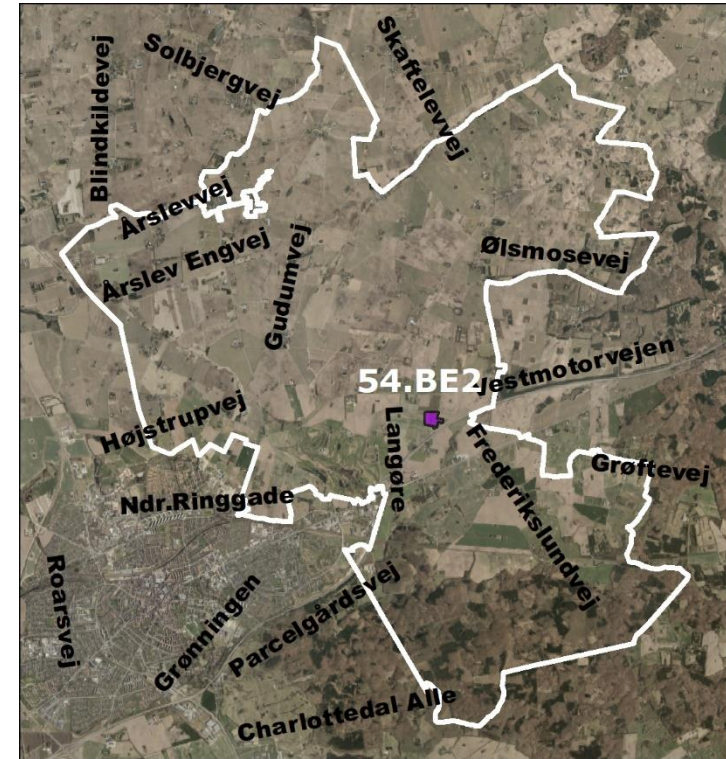 Solbjergvej
Skaftelevvej
Blindkildevej
Årslevvej
Årslev Engvej
Gudumvej
Ølsmosevej
54.BE2
Vestmotorvejen
Langøre
Højstrupvej
Frederikslundvej
Grøftevej
Ndr.Ringgade
Roarsvej
Grønningen
Parcelgårdsvej
Charlottedal Alle